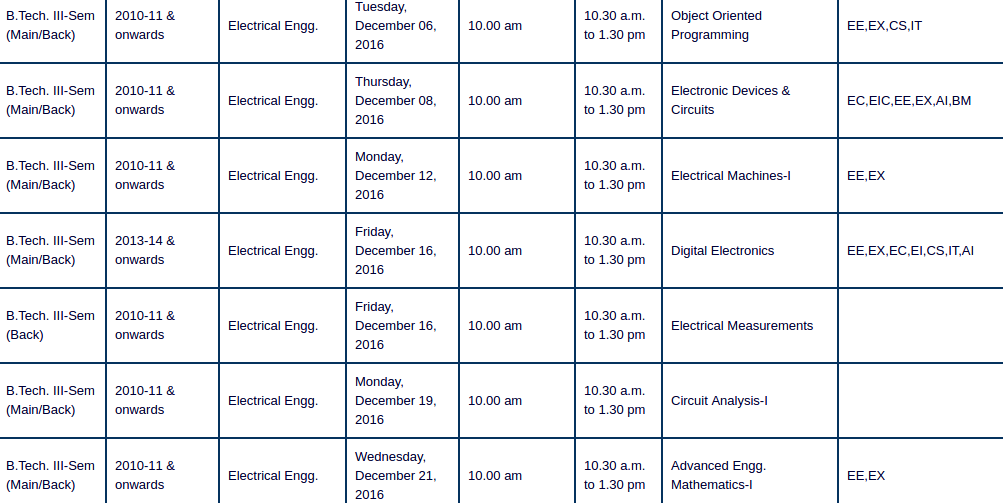 B.Tech. III-Sem (Main/Back) 2010-11 & onwards Electrical Engg. Tuesday, December 06, 2016 10.00 am 10.30 a.m. to 1.30 pm Object Oriented Programming EE,EX,CS,IT
B.Tech. III-Sem (Main/Back) 2010-11 & onwards Electrical Engg. Thursday, December 08, 2016 10.00 am 10.30 a.m. to 1.30 pm Electronic Devices & Circuits EC,EIC,EE,EX,AI,BM
B.Tech. III-Sem (Main/Back) 2010-11 & onwards Electrical Engg. Monday, December 12, 2016 10.00 am 10.30 a.m. to 1.30 pm Electrical Machines-I EE,EX
B.Tech. III-Sem (Main/Back) 2013-14 & onwards Electrical Engg. Friday, December 16, 2016 10.00 am 10.30 a.m. to 1.30 pm Digital Electronics EE,EX,EC,EI,CS,IT,AI
B.Tech. III-Sem (Back) 2010-11 & onwards Electrical Engg. Friday, December 16, 2016 10.00 am 10.30 a.m. to 1.30 pm Electrical Measurements
B.Tech. III-Sem (Main/Back) 2010-11 & onwards Electrical Engg. Monday, December 19, 2016 10.00 am 10.30 a.m. to 1.30 pm Circuit Analysis-I
B.Tech. III-Sem (Main/Back) 2010-11 & onwards Electrical Engg. Wednesday, December 21, 2016 10.00 am 10.30 a.m. to 1.30 pm Advanced Engg. Mathematics-I EE,EX